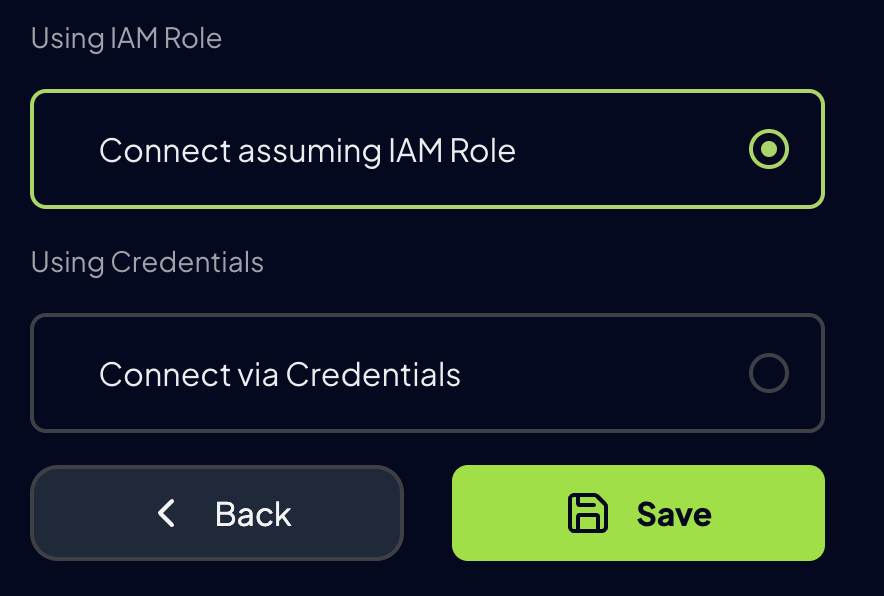 Using IAM Role
Connect assuming IAM Role
Using Credentials
Connect via Credentials
Back
Save